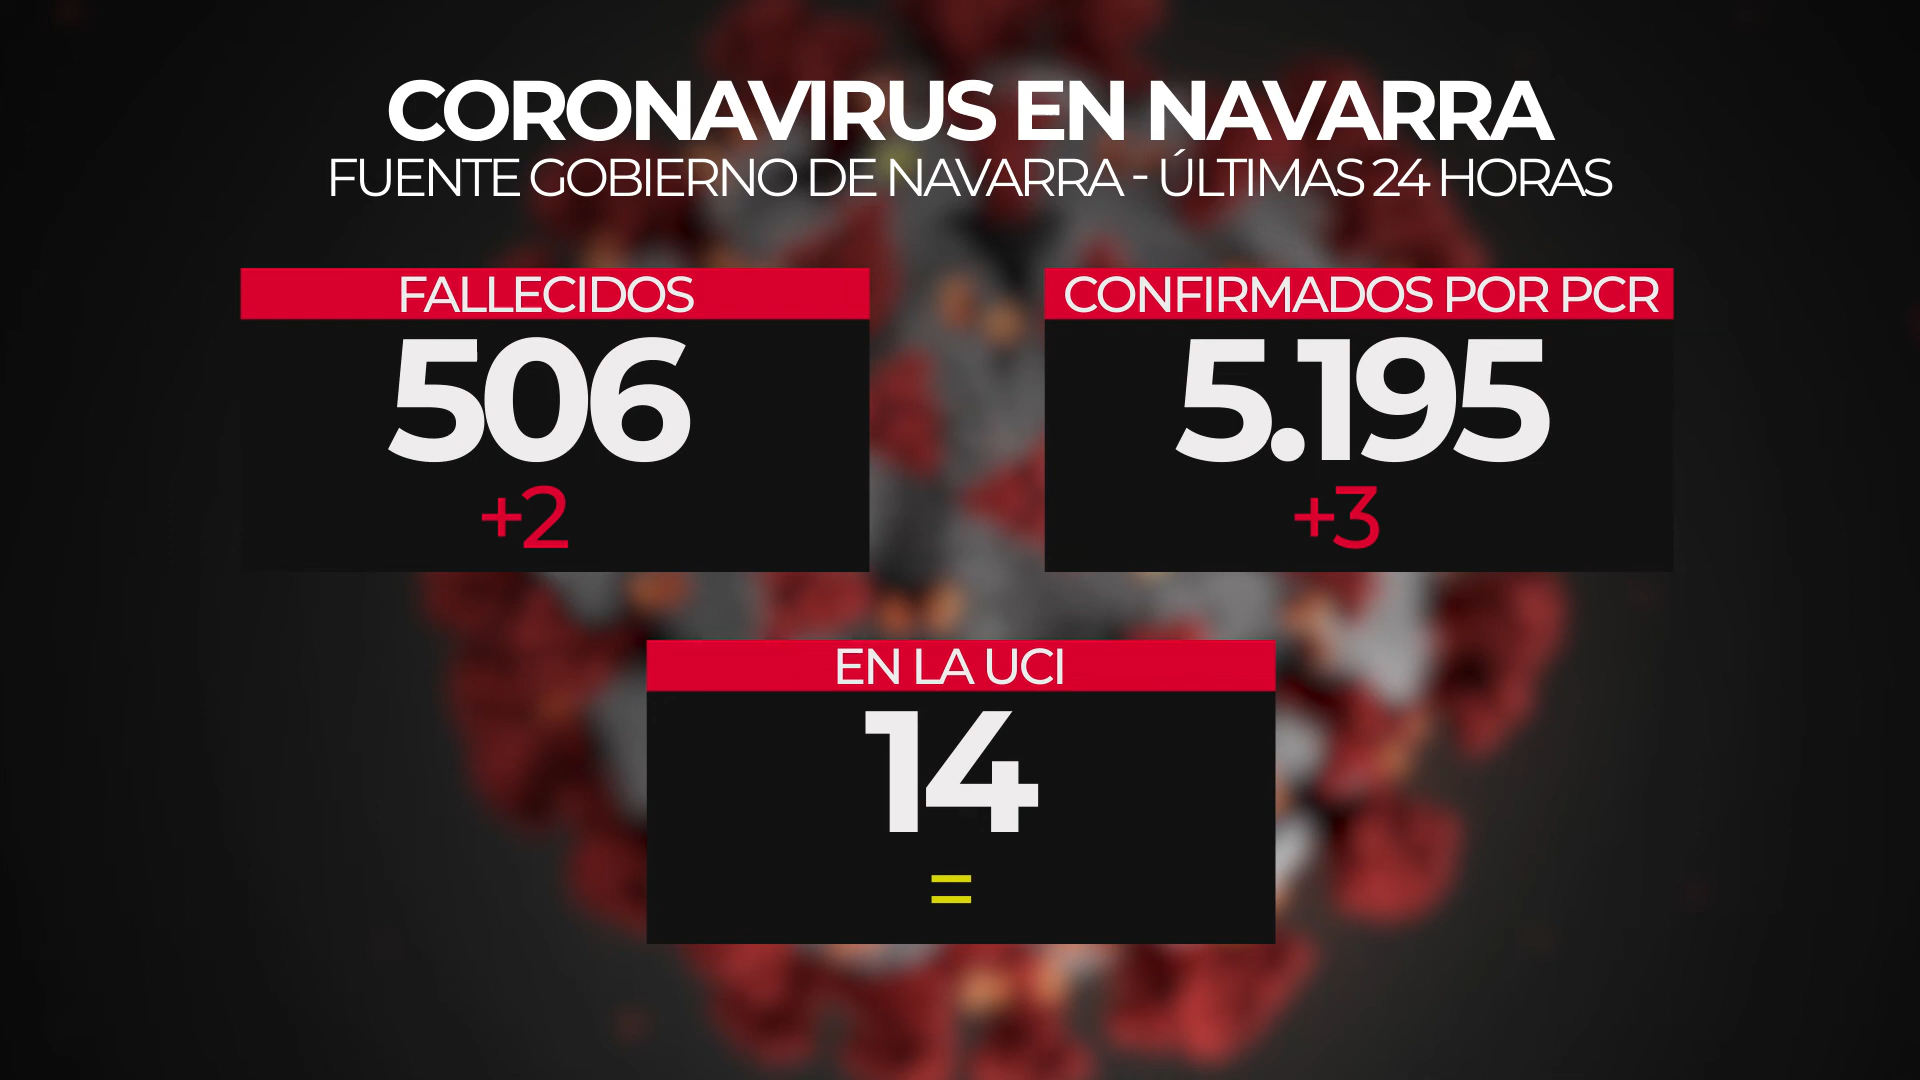 CORONAVIRUS EN NAVARRA
FUENTE GOBIERNO DE NAVARRA - ÚLTIMAS 24 HORAS
FALLECIDOS
506
+2
CONFIRMADOS POR PCR
5.195
+3
EN LA UCI
14
=